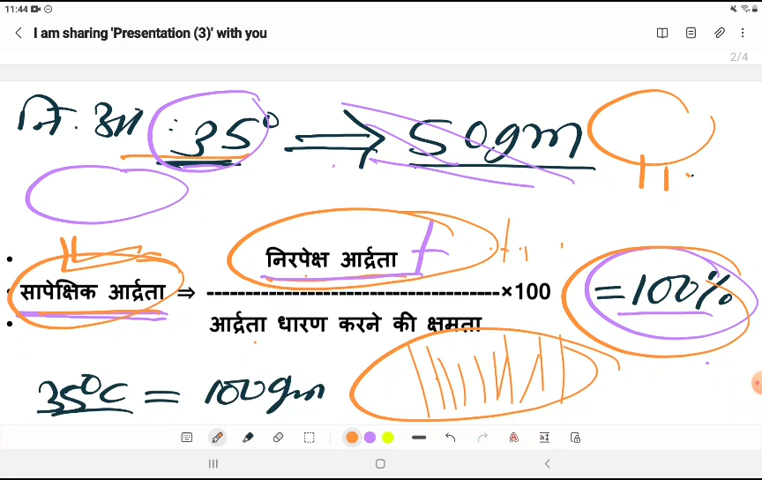 11:44
I am sharing 'Presentation (3)' with you
2/4
नि. आ : 35° ⇒ 50gm
निरपेक्ष आर्द्रता
• सापेक्षिक आर्द्रता ⇒ -------------------------------------×100 = 100%
आर्द्रता धारण करने की क्षमता
35°C = 100gm